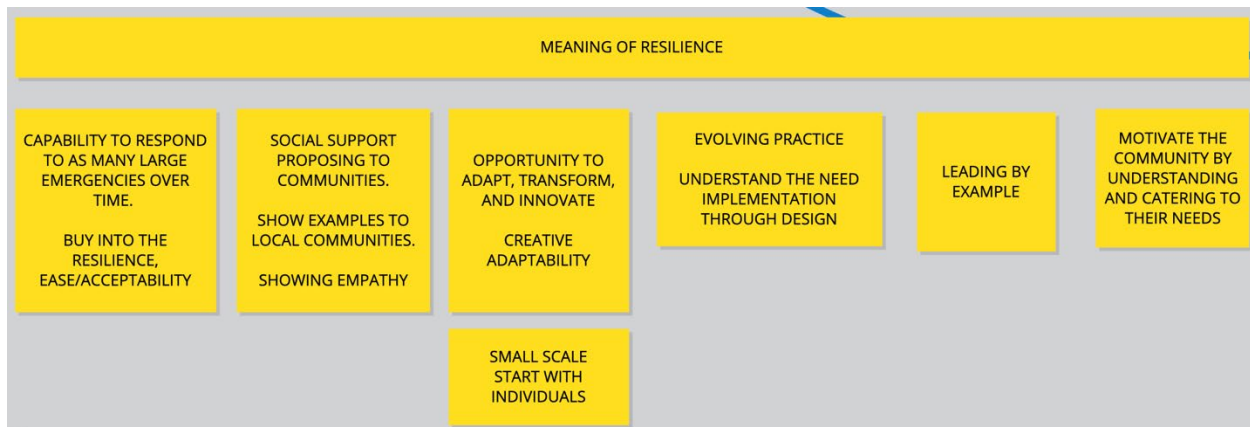 MEANING OF RESILIENCE
CAPABILITY TO RESPOND
TO AS MANY LARGE
EMERGENCIES OVER
TIME.
BUY INTO THE
RESILIENCE,
EASE/ACCEPTABILITY
SOCIAL SUPPORT
PROPOSING TO
COMMUNITIES.
SHOW EXAMPLES TO
LOCAL COMMUNITIES.
SHOWING EMPATHY
OPPORTUNITY TO
ADAPT, TRANSFORM,
AND INNOVATE
CREATIVE
ADAPTABILITY
SMALL SCALE
START WITH
INDIVIDUALS
EVOLVING PRACTICE
UNDERSTAND THE NEED
IMPLEMENTATION
THROUGH DESIGN
LEADING BY
EXAMPLE
MOTIVATE THE
COMMUNITY BY
UNDERSTANDING
AND CATERING TO
THEIR NEEDS